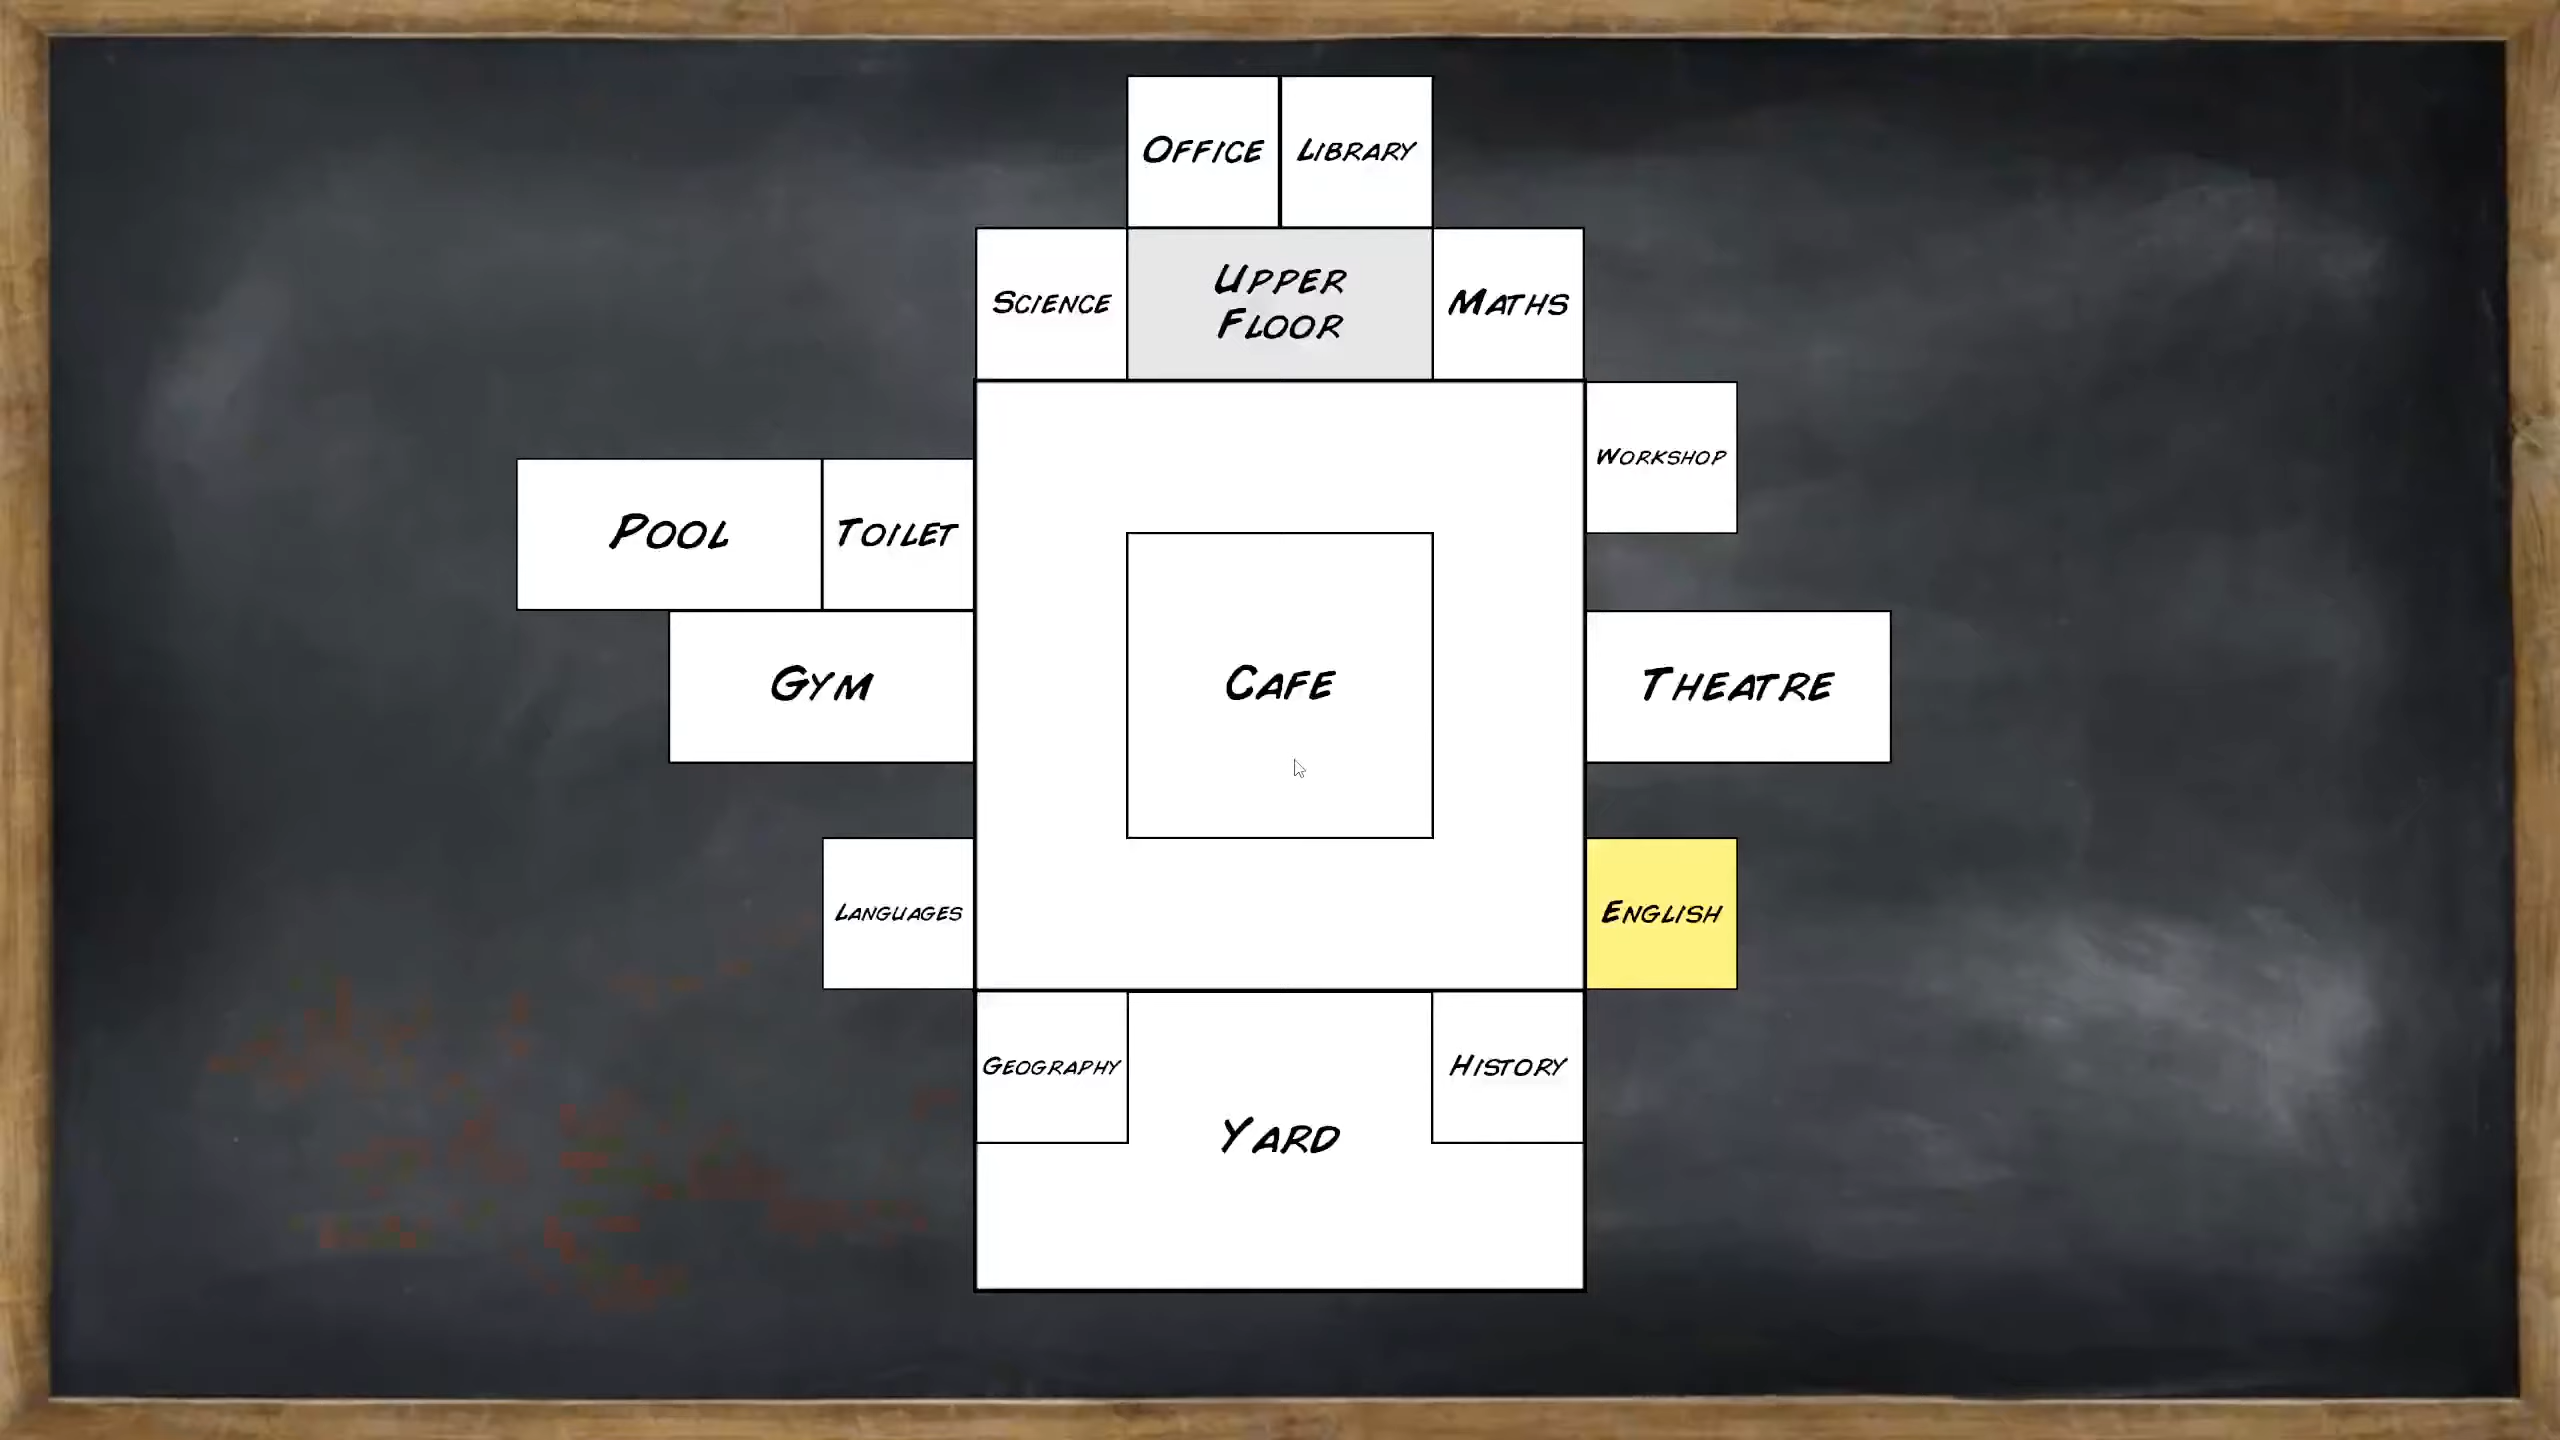 Office
Library
Science
Upper
Floor
Maths
Workshop
Pool
Toilet
Gym
Cafe
Theatre
Languages
English
Geography
History
Yard